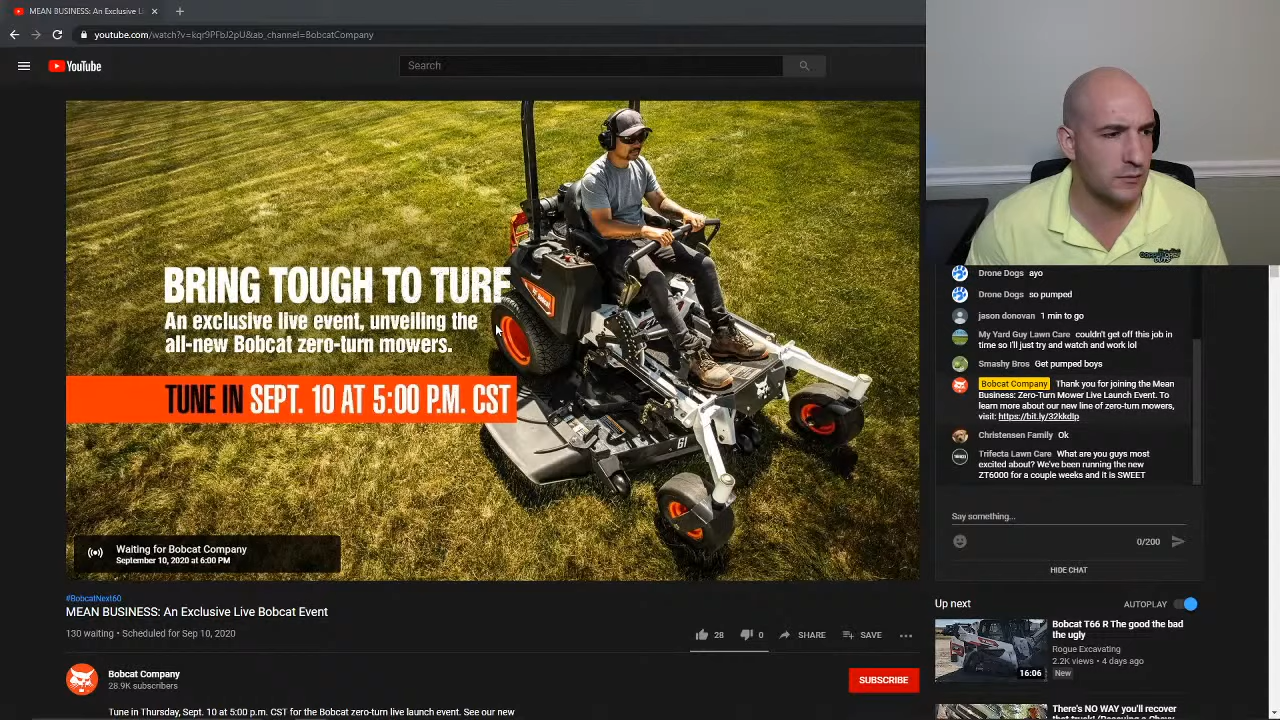 MEAN BUSINESS: An Exclusive Li
youtube.com/watch?v=kqr9PFbJ2pU&ab_channel=BobcatCompany
YouTube
Search
BRING TOUGH TO TURF
An exclusive live event, unveiling the
all-new Bobcat zero-turn mowers.
TUNE IN SEPT. 10 AT 5:00 P.M. CST
61
Waiting for Bobcat Company
September 10, 2020 at 6:00 PM
#BobcatNext60
MEAN BUSINESS: An Exclusive Live Bobcat Event
130 waiting • Scheduled for Sep 10, 2020
28
0
SHARE
SAVE
Bobcat Company
28.9K subscribers
SUBSCRIBE
Tune in Thursday, Sept. 10 at 5:00 p.m. CST for the Bobcat zero-turn live launch event. See our new
Drone Dogs ayo
Drone Dogs so pumped
jason donovan 1 min to go
My Yard Guy Lawn Care couldn't get off this job in
time so I'll just try and watch and work lol
Smashy Bros Get pumped boys
Bobcat Company Thank you for joining the Mean
Business: Zero-Turn Mower Live Launch Event. To
learn more about our new line of zero-turn mowers,
visit: https://bit.ly/32kkdlp
Christensen Family Ok
Trifecta Lawn Care What are you guys most
excited about? We've been running the new
ZT6000 for a couple weeks and it is SWEET
Say something...
0/200
HIDE CHAT
Up next
AUTOPLAY
Bobcat T66 R The good the bad
the ugly
Rogue Excavating
2.2K views • 4 days ago
New
16:06
There's NO WAY you'll recover